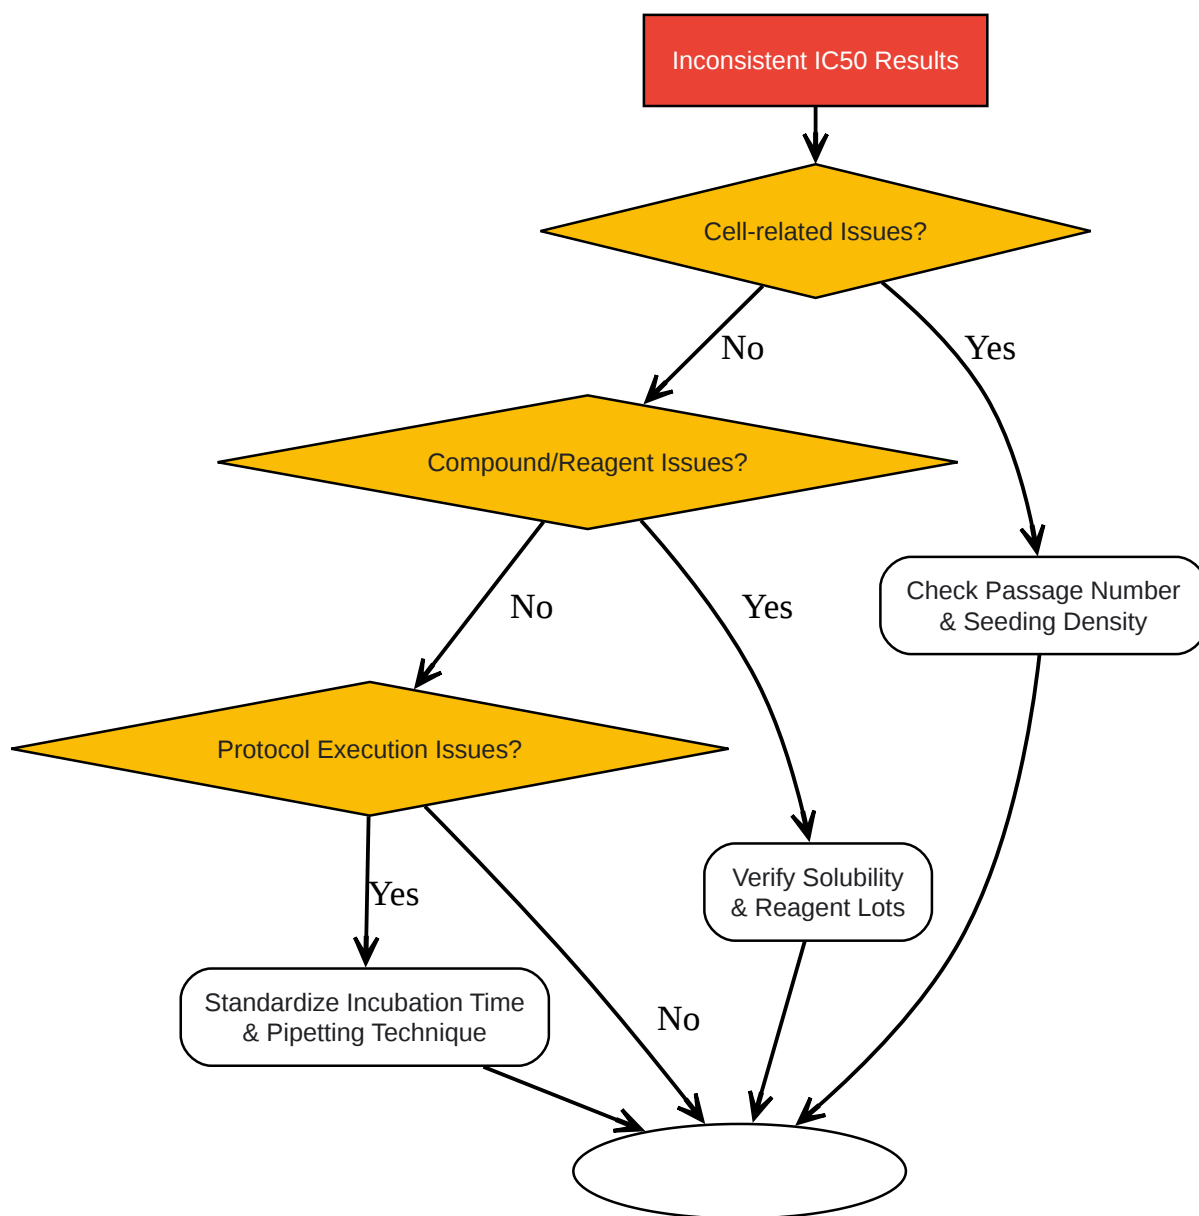 Inconsistent IC50 Results
Cell-related Issues?
No
Yes
Compound/Reagent Issues?
No
Yes
Check Passage Number
& Seeding Density
Protocol Execution Issues?
Yes
No
Verify Solubility
& Reagent Lots
Standardize Incubation Time
& Pipetting Technique